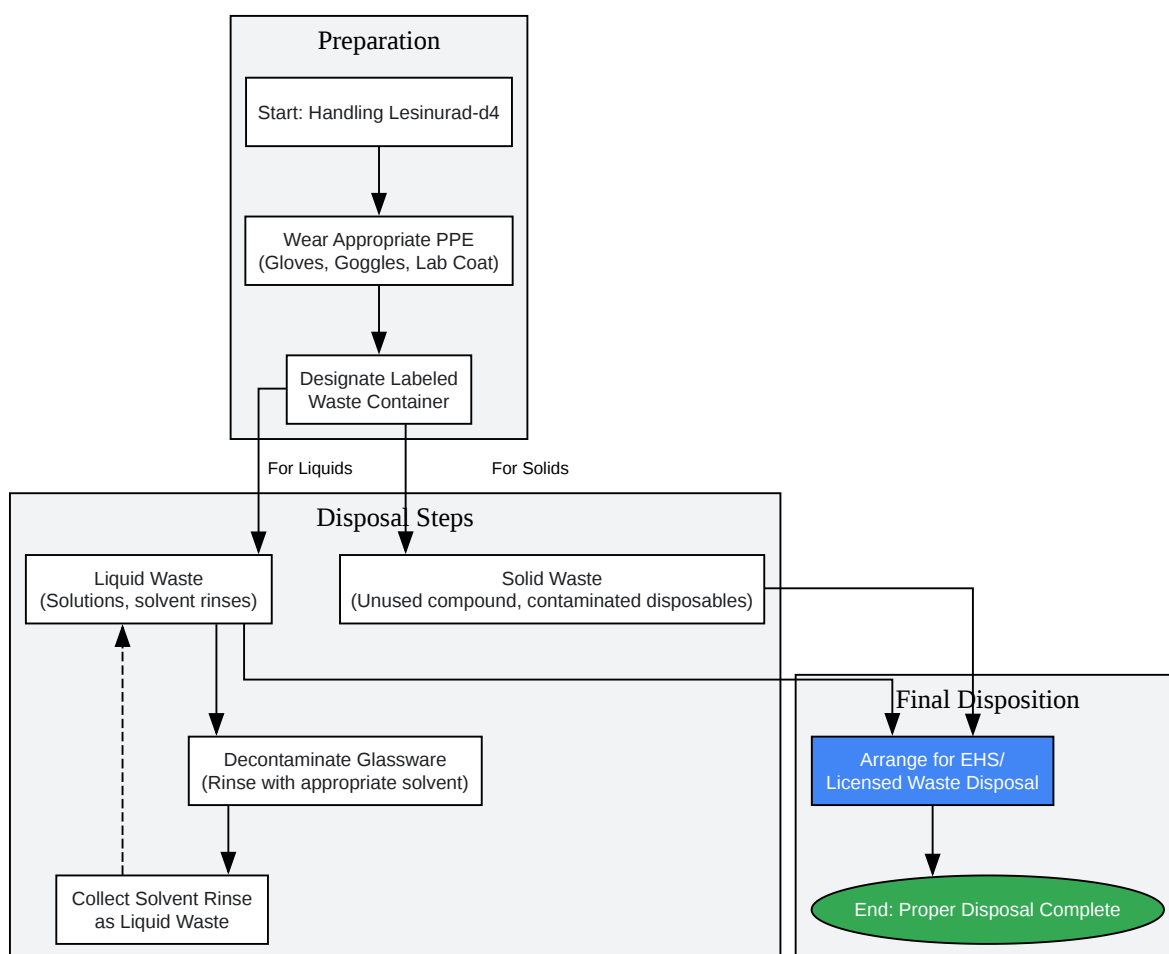 Preparation
Start: Handling Lesinurad-d4
Wear Appropriate PPE
(Gloves, Goggles, Lab Coat)
Designate Labeled
Waste Container
For Liquids
For Solids
Disposal Steps
Liquid Waste
(Solutions, solvent rinses)
Solid Waste
(Unused compound, contaminated disposables)
Decontaminate Glassware
(Rinse with appropriate solvent)
Collect Solvent Rinse
as Liquid Waste
Final Disposition
Arrange for EHS/
Licensed Waste Disposal
End: Proper Disposal Complete